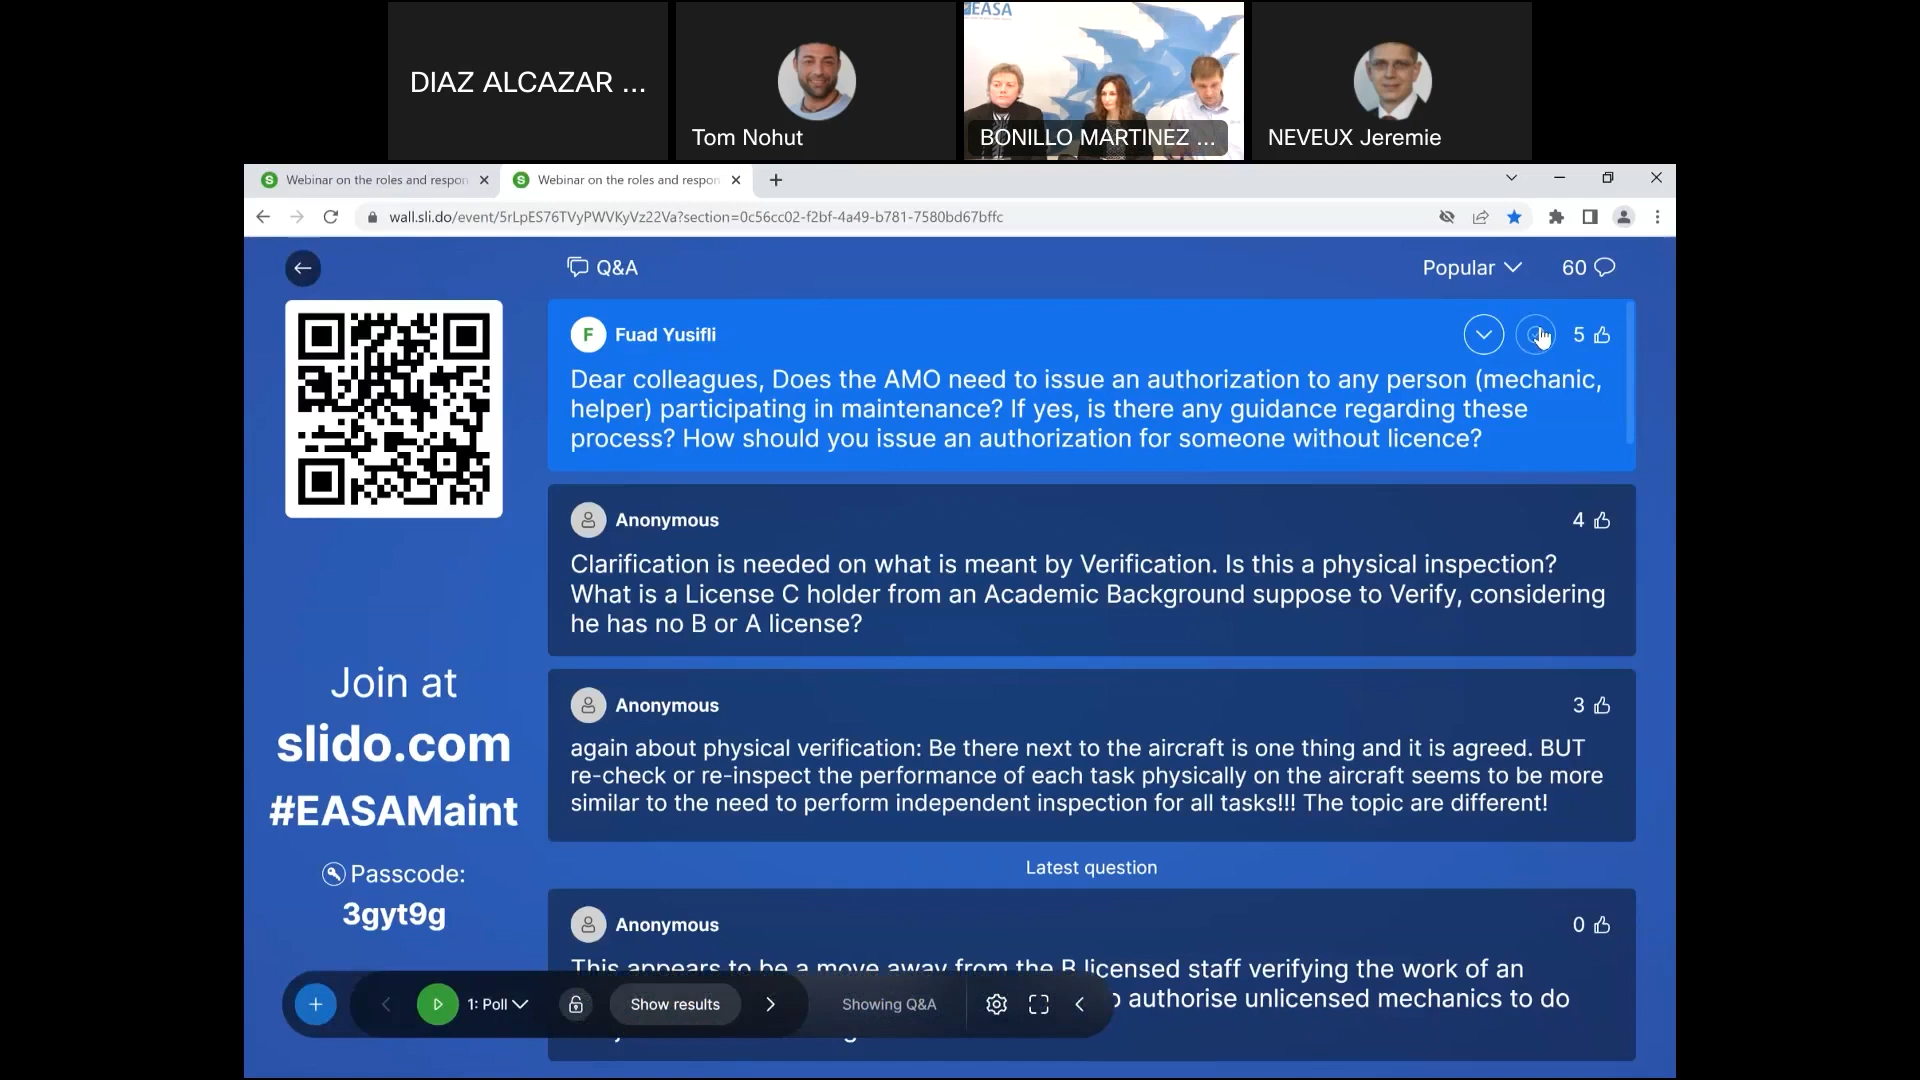 DIAZ ALCAZAR ...
Tom Nohut
EASA
BONILLO MARTINEZ ...
NEVEUX Jeremie
Webinar on the roles and respon
Webinar on the roles and respon
wall.sli.do/event/5rLpES76TVyPWVKyVz22Va?section=0c56cc02-f2bf-4a49-b781-7580bd67bffc
Q&A
Popular
60
F Fuad Yusifli
5
Dear colleagues, Does the AMO need to issue an authorization to any person (mechanic,
helper) participating in maintenance? If yes, is there any guidance regarding these
process? How should you issue an authorization for someone without licence?
Anonymous
4
Clarification is needed on what is meant by Verification. Is this a physical inspection?
What is a License C holder from an Academic Background suppose to Verify, considering
he has no B or A license?
Anonymous
3
again about physical verification: Be there next to the aircraft is one thing and it is agreed. BUT
re-check or re-inspect the performance of each task physically on the aircraft seems to be more
similar to the need to perform independent inspection for all tasks!!! The topic are different!
Latest question
Anonymous
0
This appears to be a move away from the B licensed staff verifying the work of an
authorise unlicensed mechanics to do
Join at
slido.com
#EASAMaint
Passcode:
3gyt9g
1: Poll
Show results
Showing Q&A